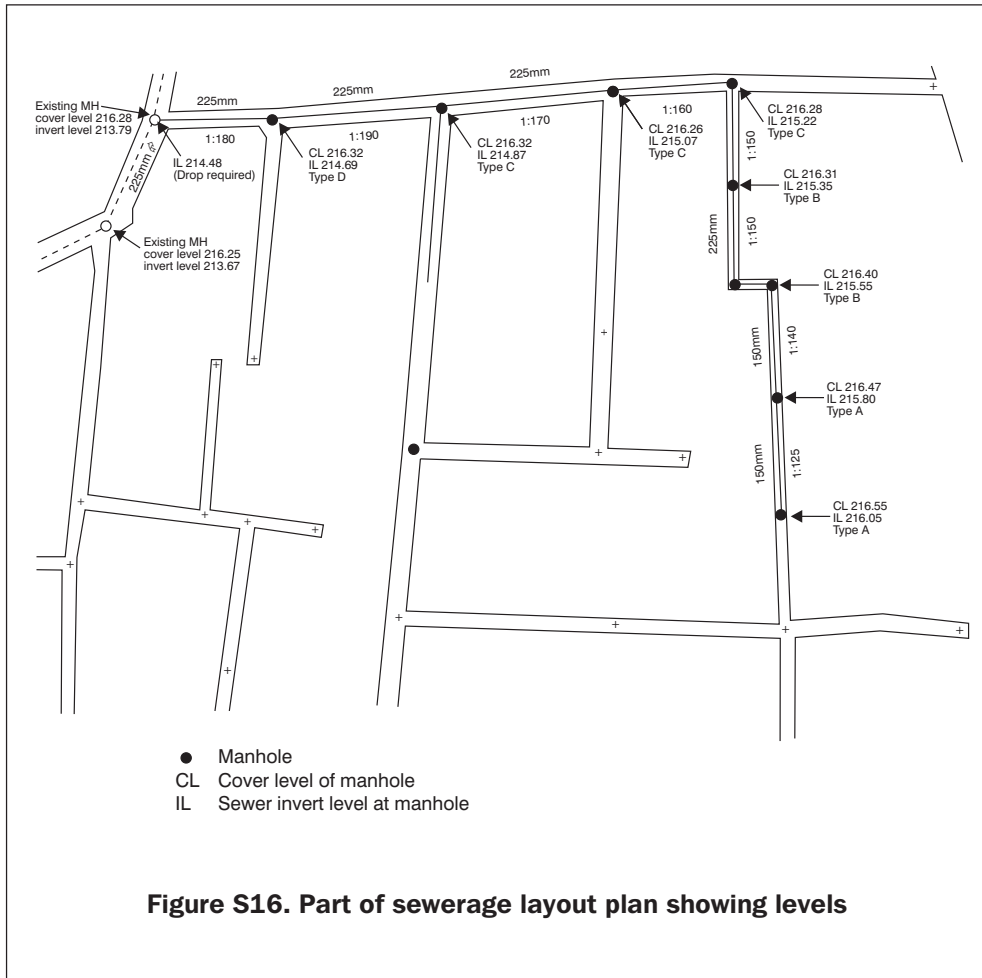 225mm
225mm
225mm
Existing MH
cover level 216.28
invert level 213.79
1:180
1:190
1:170
1:160
IL 214.48
(Drop required)
CL 216.32
IL 214.69
Type D
CL 216.32
IL 214.87
Type C
CL 216.26
IL 215.07
Type C
CL 216.28
IL 215.22
Type C
225mm
1:150
CL 216.31
IL 215.35
Type B
Existing MH
cover level 216.25
invert level 213.67
225mm
1:150
CL 216.40
IL 215.55
Type B
150mm
1:140
CL 216.47
IL 215.80
Type A
150mm
1:125
CL 216.55
IL 216.05
Type A
Manhole
CL Cover level of manhole
IL Sewer invert level at manhole
Figure S16. Part of sewerage layout plan showing levels